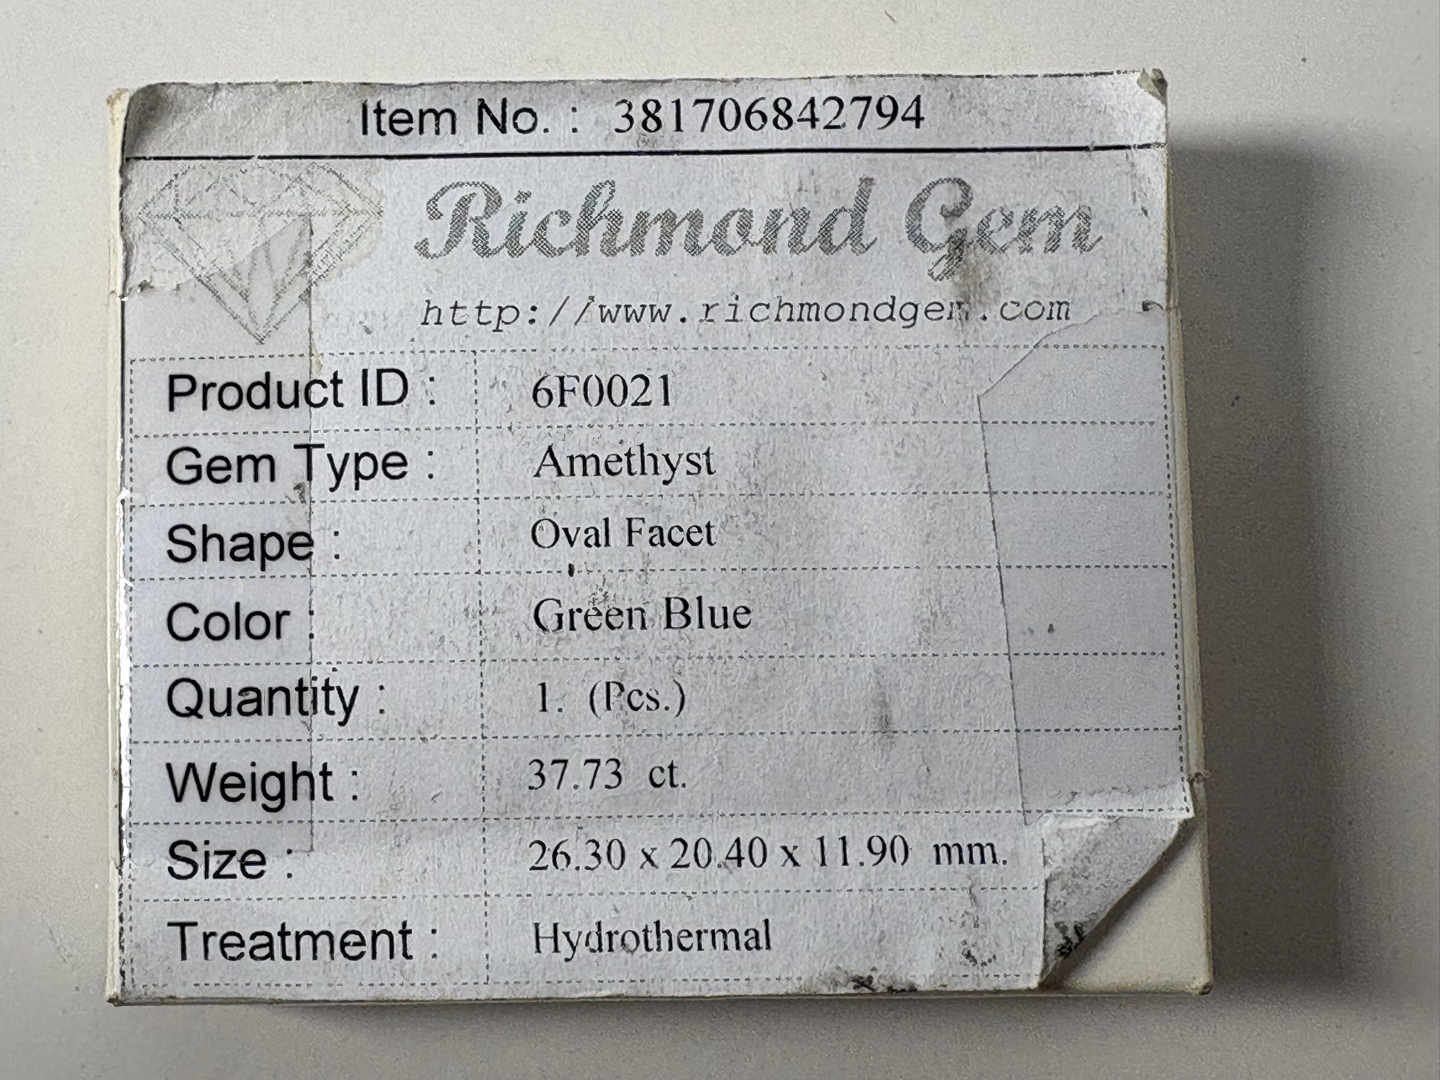 Item No. : 381706842794
Richmond Gem
http://www.richmondgem.com
Product ID : 6F0021
Gem Type : Amethyst
Shape : Oval Facet
Color : Green Blue
Quantity : 1. (Pcs.)
Weight : 37.73 ct.
Size : 26.30 x 20.40 x 11.90 mm.
Treatment : Hydrothermal